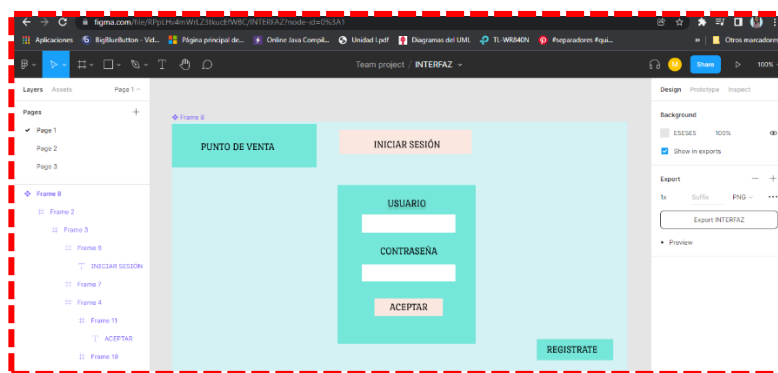 figma.com/file/RPpLHv4mWrLZ3tkucEfWBC/INTERFAZ?node-id=0%3A1
Aplicaciones BigBlueButton - Vid... Página principal de... Online Java Compil... Unidad I.pdf Diagramas del UML TL-WR840N #separadores #qui... » Otros marcadores
Team project / INTERFAZ M Share 100%
Layers Assets Page 1
Design Prototype Inspect
Pages +
Page 1
Page 2
Page 3
Frame 8
Frame 2
Frame 3
Frame 9
INICIAR SESIÓN
Frame 7
Frame 4
Frame 11
ACEPTAR
Frame 10
Frame 8
PUNTO DE VENTA
INICIAR SESIÓN
USUARIO
CONTRASEÑA
ACEPTAR
REGISTRATE
Background
E5E5E5 100%
Show in exports
Export
1x Suffix PNG
Export INTERFAZ
Preview